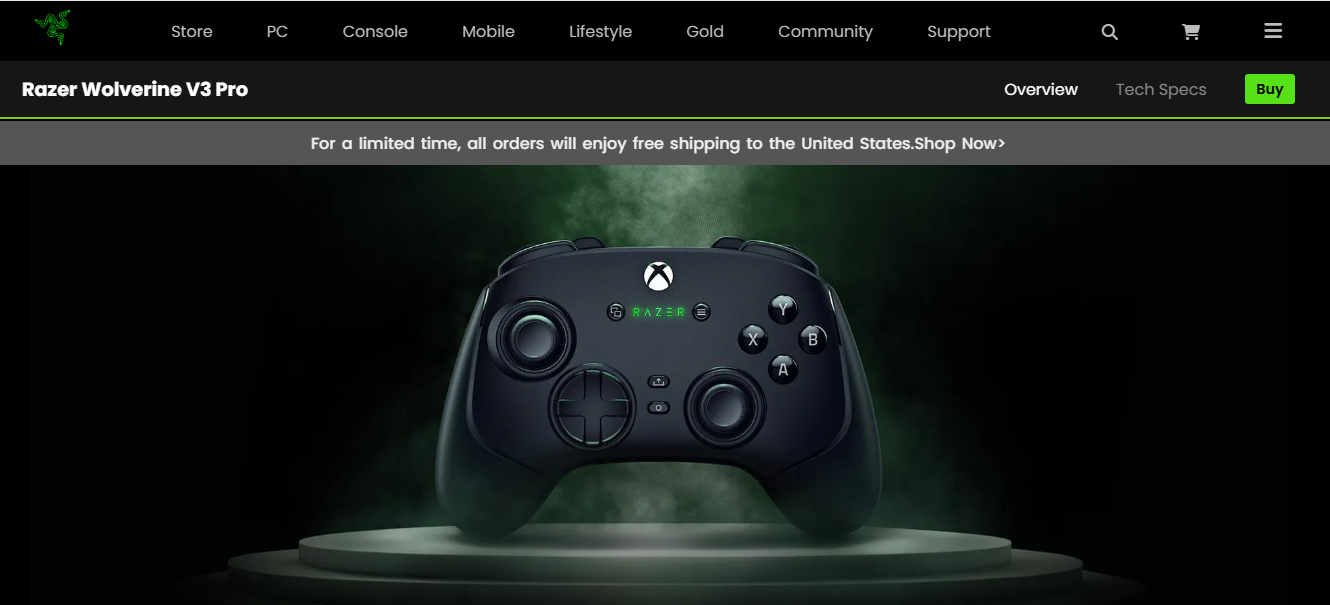 Store PC Console Mobile Lifestyle Gold Community Support
Razer Wolverine V3 Pro Overview Tech Specs Buy
For a limited time, all orders will enjoy free shipping to the United States.Shop Now>
RAZER
Y
X B
A